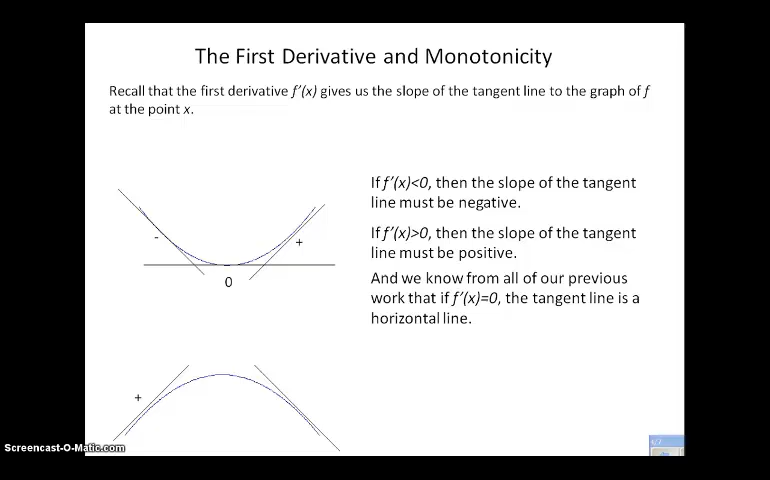 The First Derivative and Monotonicity
Recall that the first derivative f'(x) gives us the slope of the tangent line to the graph of f
at the point x.
If f'(x)<0, then the slope of the tangent
line must be negative.
If f'(x)>0, then the slope of the tangent
line must be positive.
And we know from all of our previous
work that if f'(x)=0, the tangent line is a
horizontal line.
-
+
0
+
Screencast-O-Matic.com